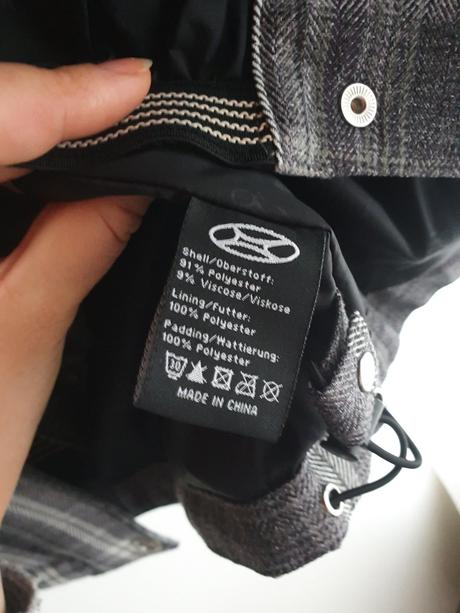 Shell/Oberstoff:
91% Polyester
9% Viscose/Viskose
Lining/Futter:
100% Polyester
Padding/Wattierung:
100% Polyester
30
MADE IN CHINA